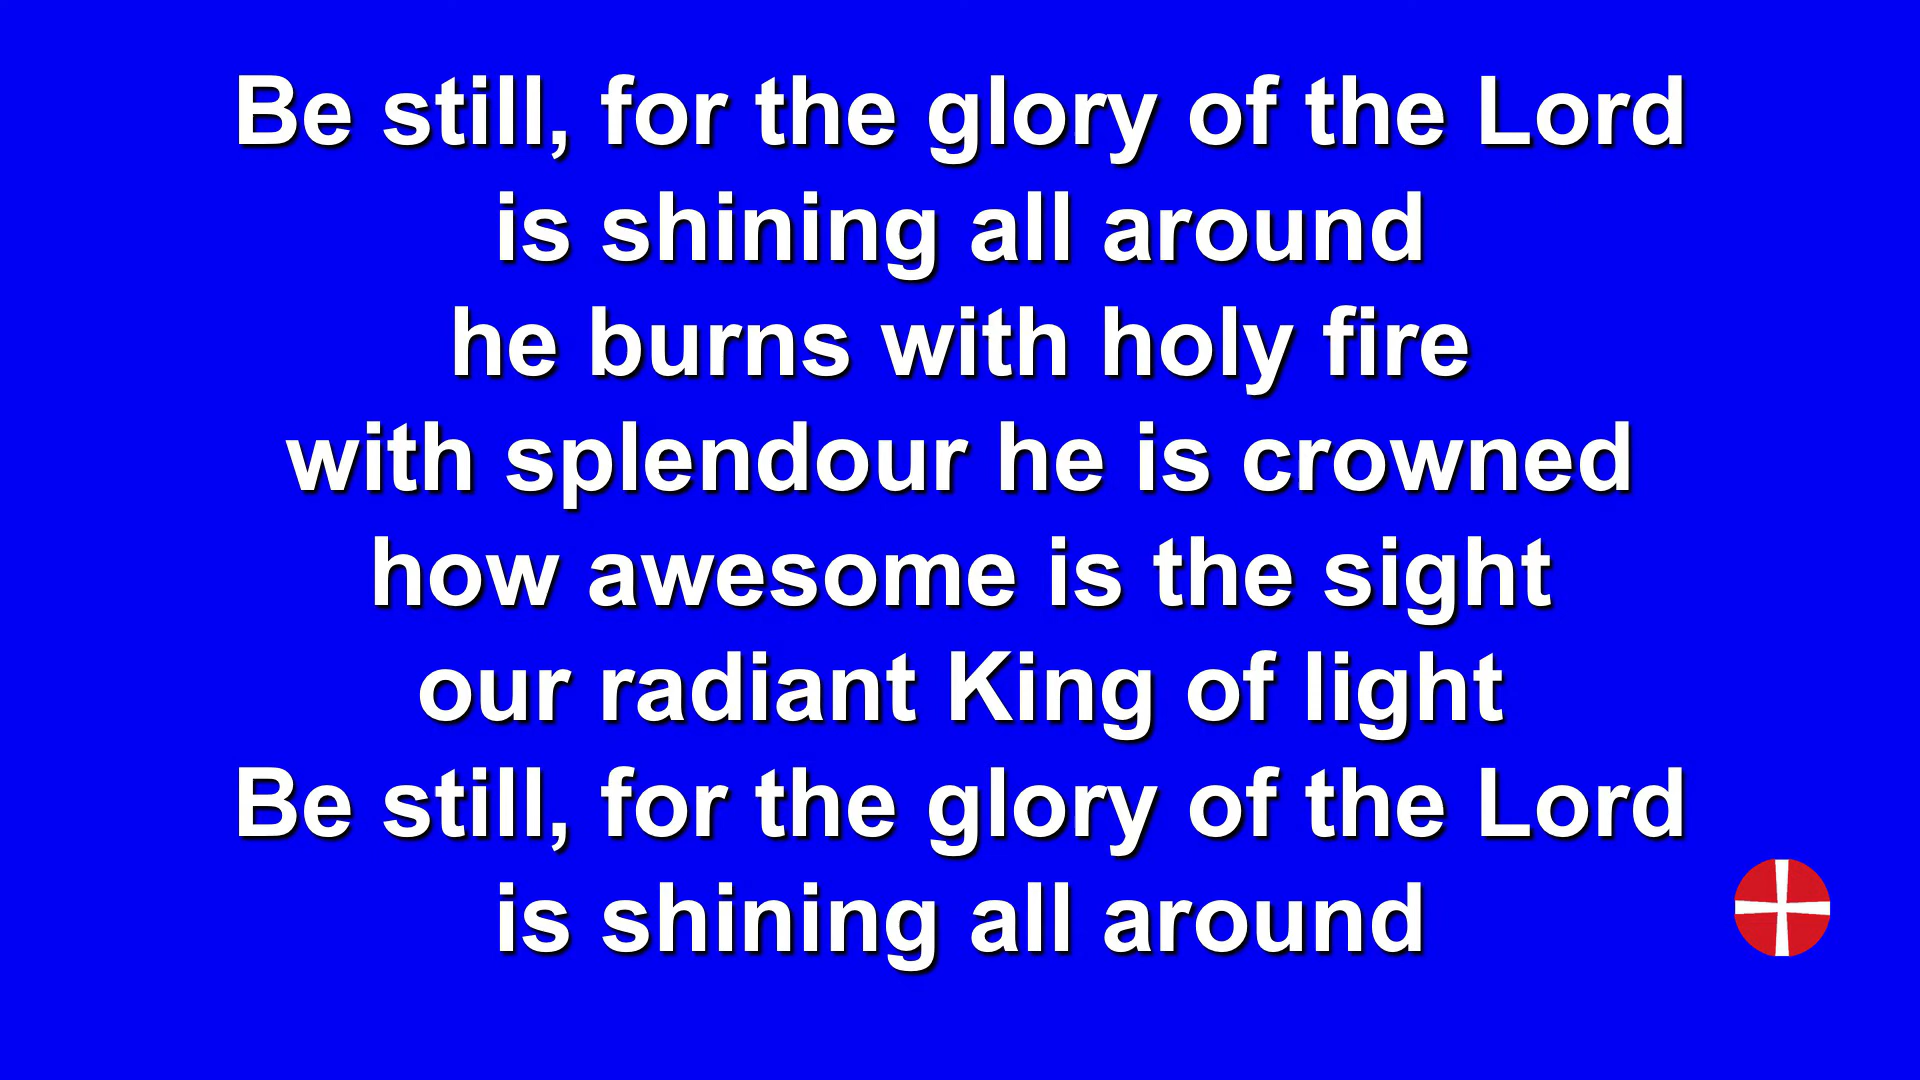 Be still, for the glory of the Lord
is shining all around
he burns with holy fire
with splendour he is crowned
how awesome is the sight
our radiant King of light
Be still, for the glory of the Lord
is shining all around